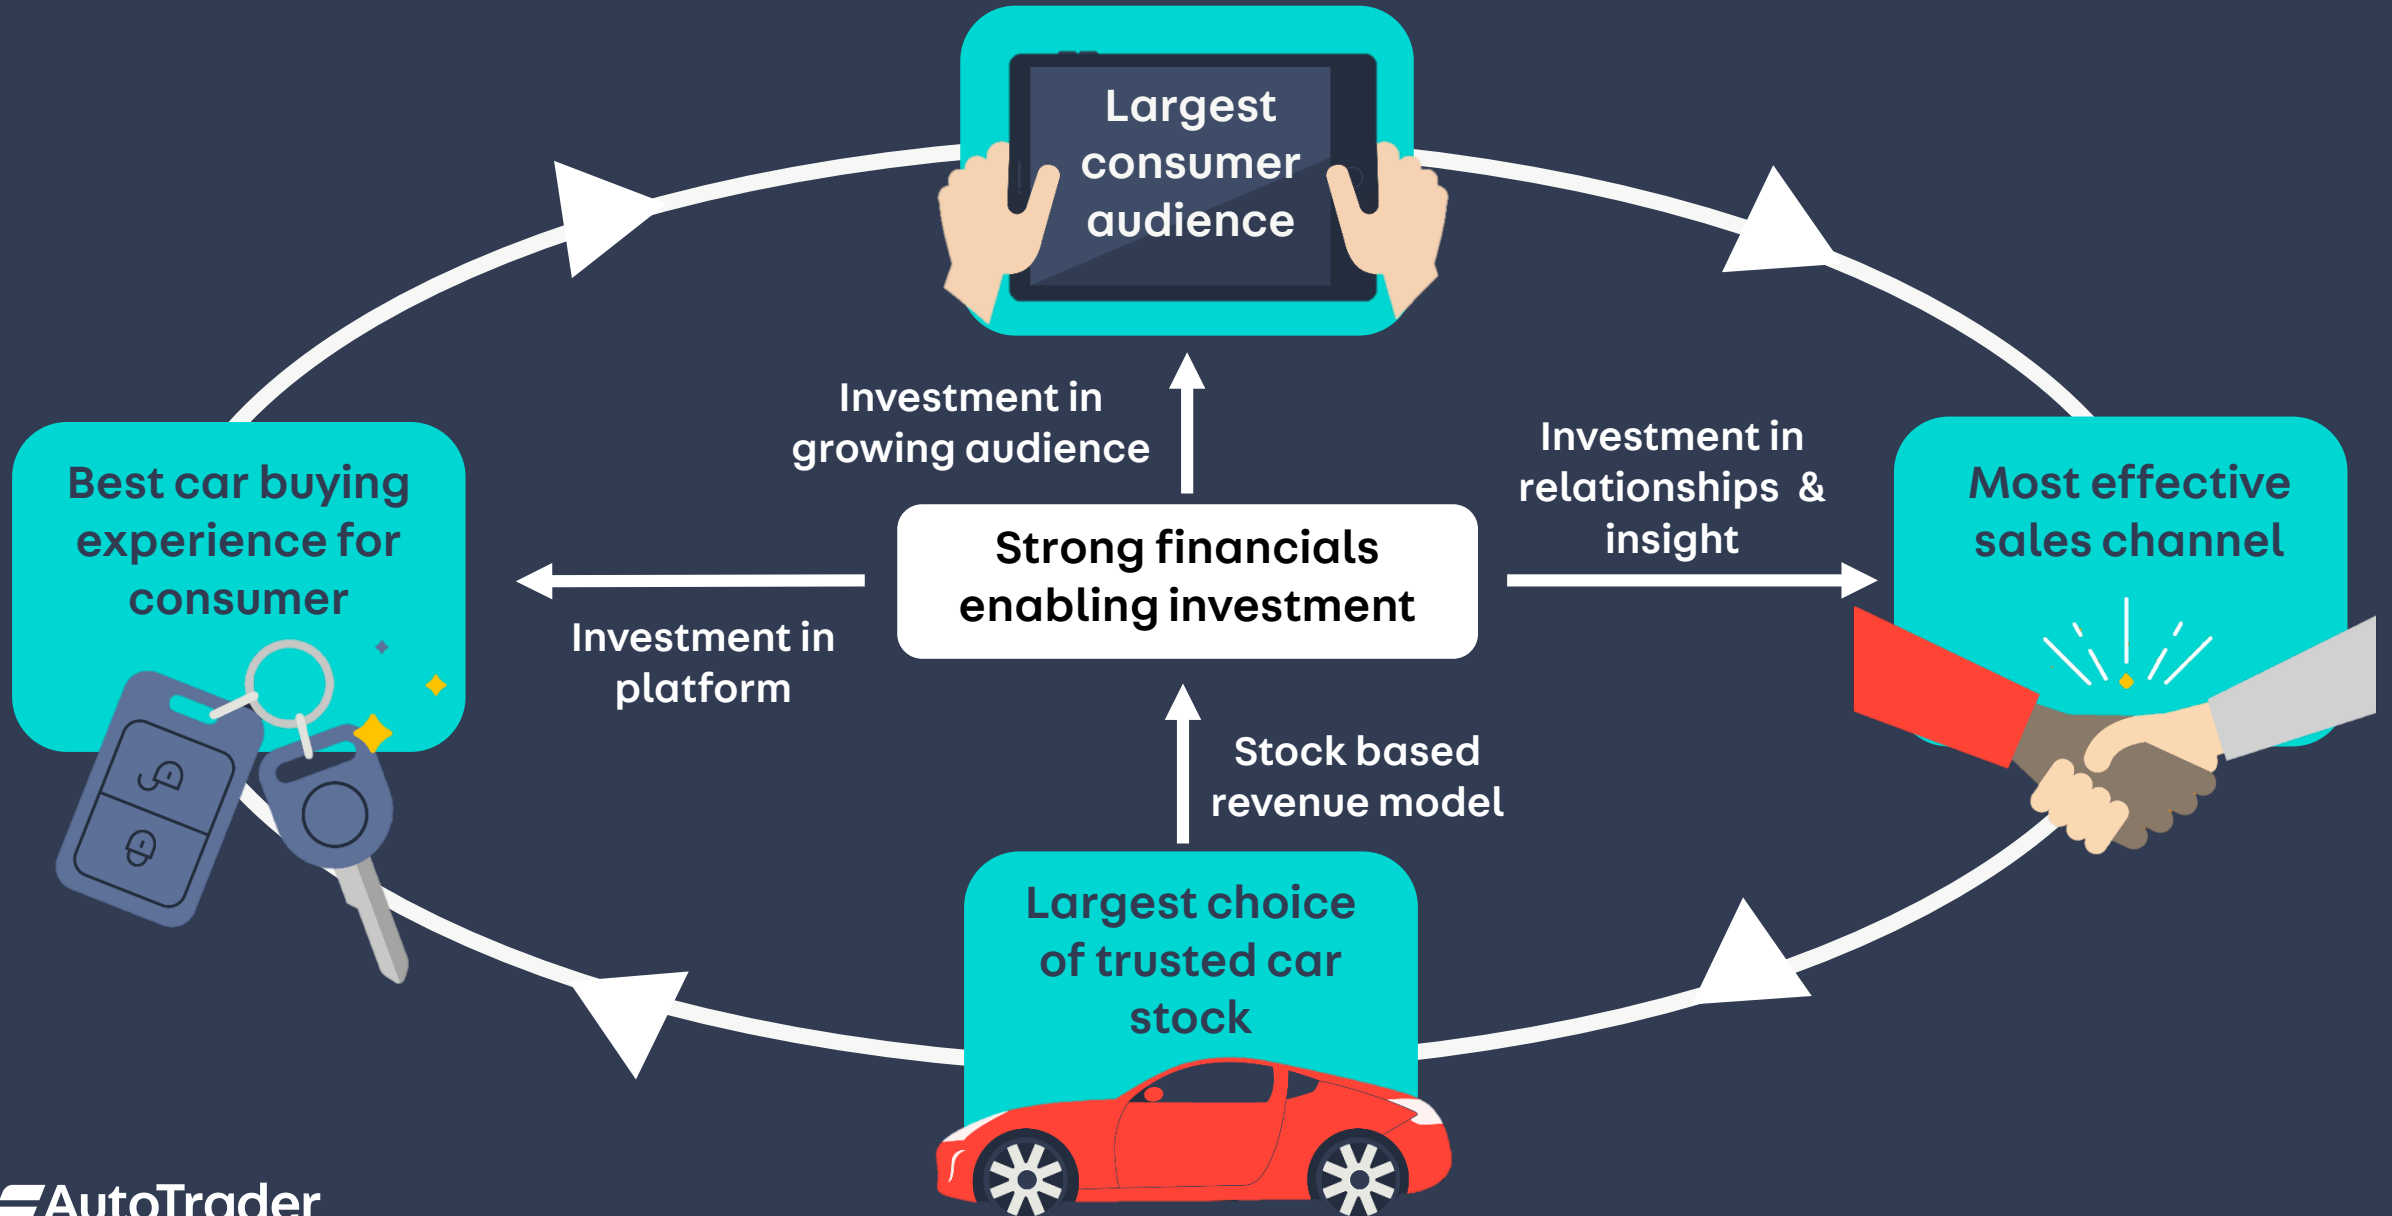 Largest
consumer
audience
Investment in
growing audience
Investment in
relationships &
insight
Best car buying
experience for
consumer
Most effective
sales channel
Strong financials
enabling investment
Investment in
platform
Stock based
revenue model
Largest choice
of trusted car
stock
AutoTrader